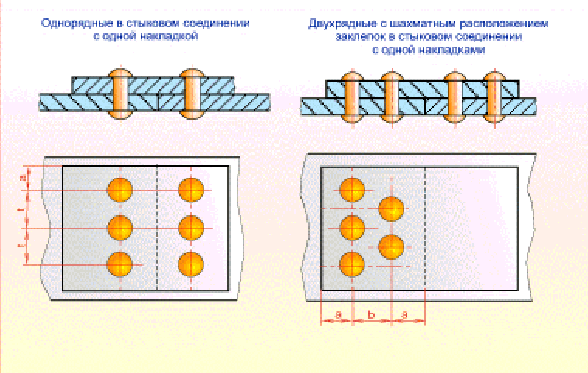 Однорядные в стыковом соединении
с одной накладкой
Двухрядные с шахматным расположением
заклепок в стыковом соединении
с одной накладками
a
t
t
a
b
a